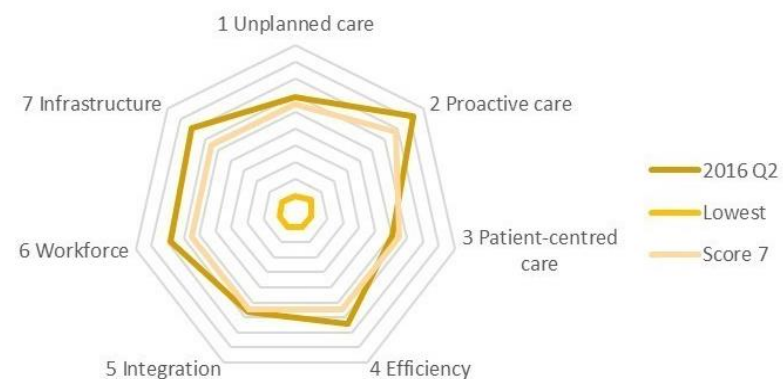 1 Unplanned care
7 Infrastructure
2 Proactive care
2016 Q2
Lowest
Score 7
6 Workforce
3 Patient-centred
care
5 Integration
4 Efficiency